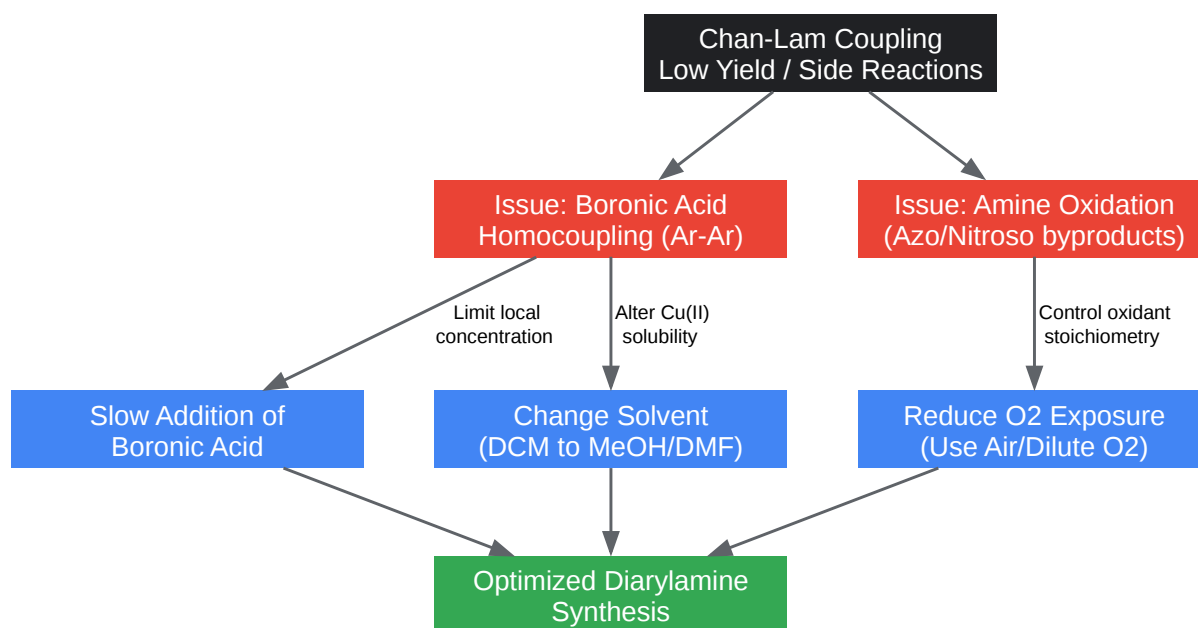 Chan-Lam Coupling
Low Yield / Side Reactions
Issue: Boronic Acid
Homocoupling (Ar-Ar)
Issue: Amine Oxidation
(Azo/Nitroso byproducts)
Limit local
concentration
Alter Cu(II)
solubility
Control oxidant
stoichiometry
Slow Addition of
Boronic Acid
Change Solvent
(DCM to MeOH/DMF)
Reduce O2 Exposure
(Use Air/Dilute O2)
Optimized Diarylamine
Synthesis